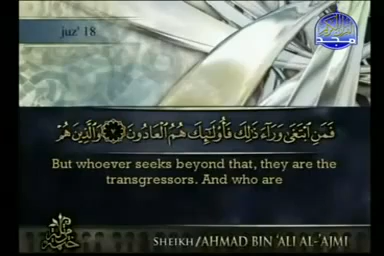 juz' 18
فَمَنِ ابْتَغَىٰ وَرَاءَ ذَٰلِكَ فَأُولَٰئِكَ هُمُ الْعَادُونَ ﴿٧﴾ وَالَّذِينَ هُمْ
But whoever seeks beyond that, they are the
transgressors. And who are
SHEIKH/AHMAD BIN 'ALI AL-'AJMI